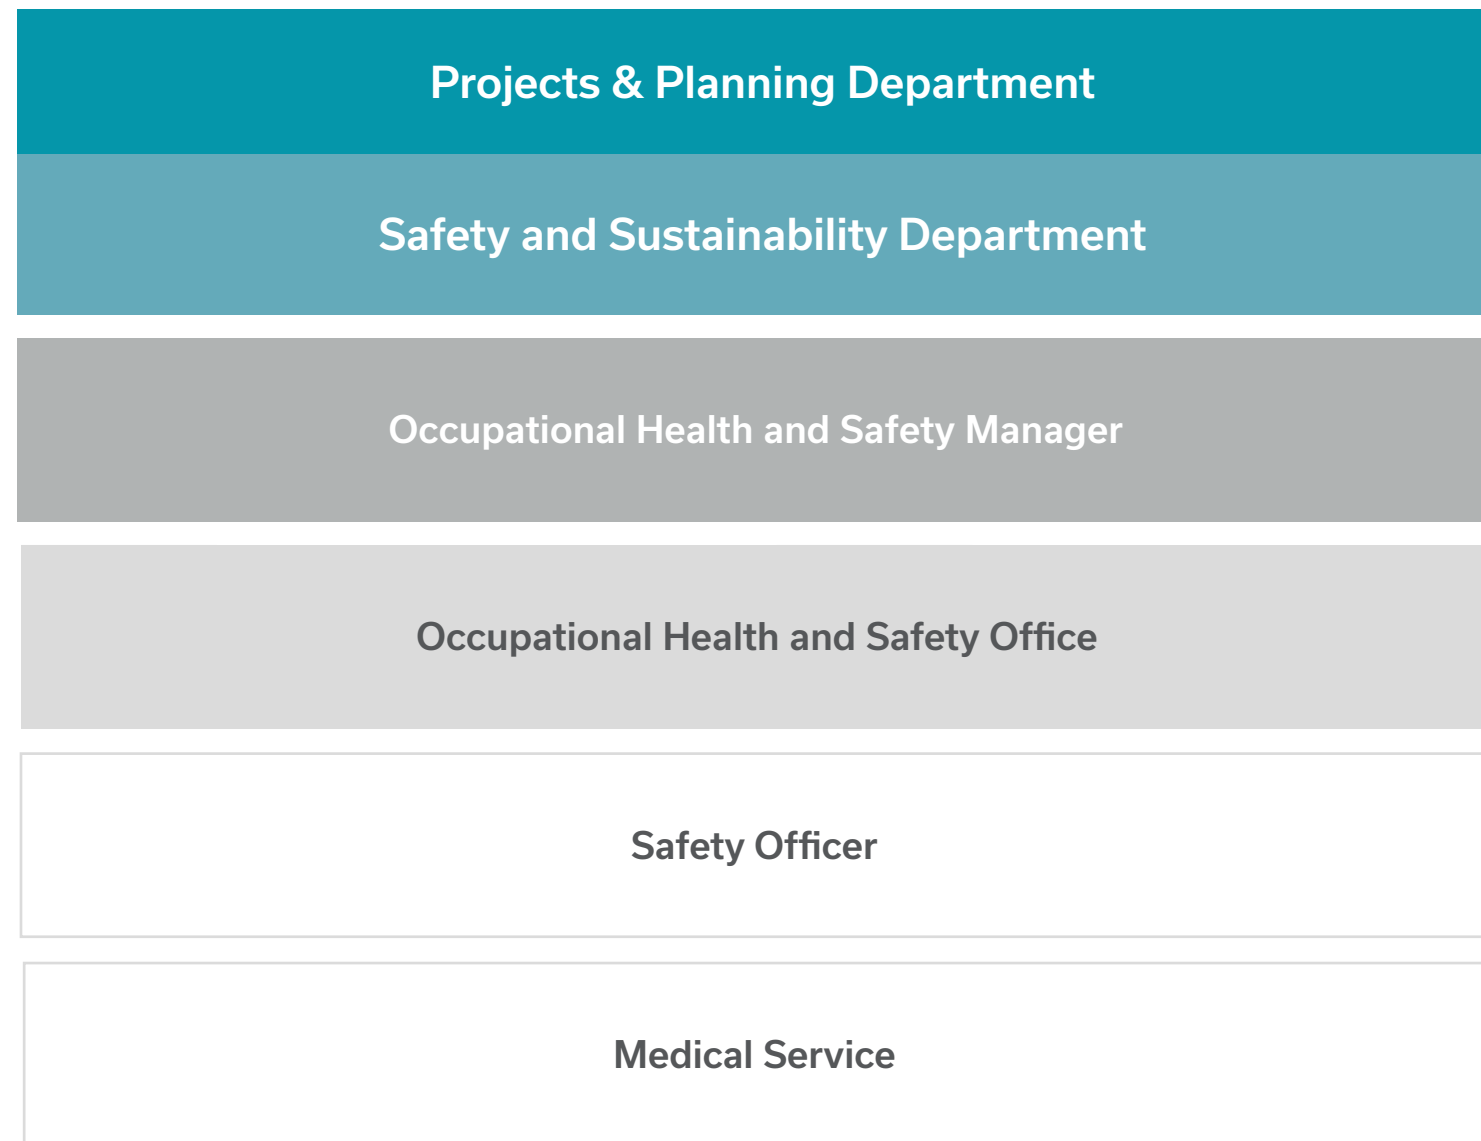 Projects & Planning Department
Safety and Sustainability Department
Occupational Health and Safety Manager
Occupational Health and Safety Office
Safety Officer
Medical Service